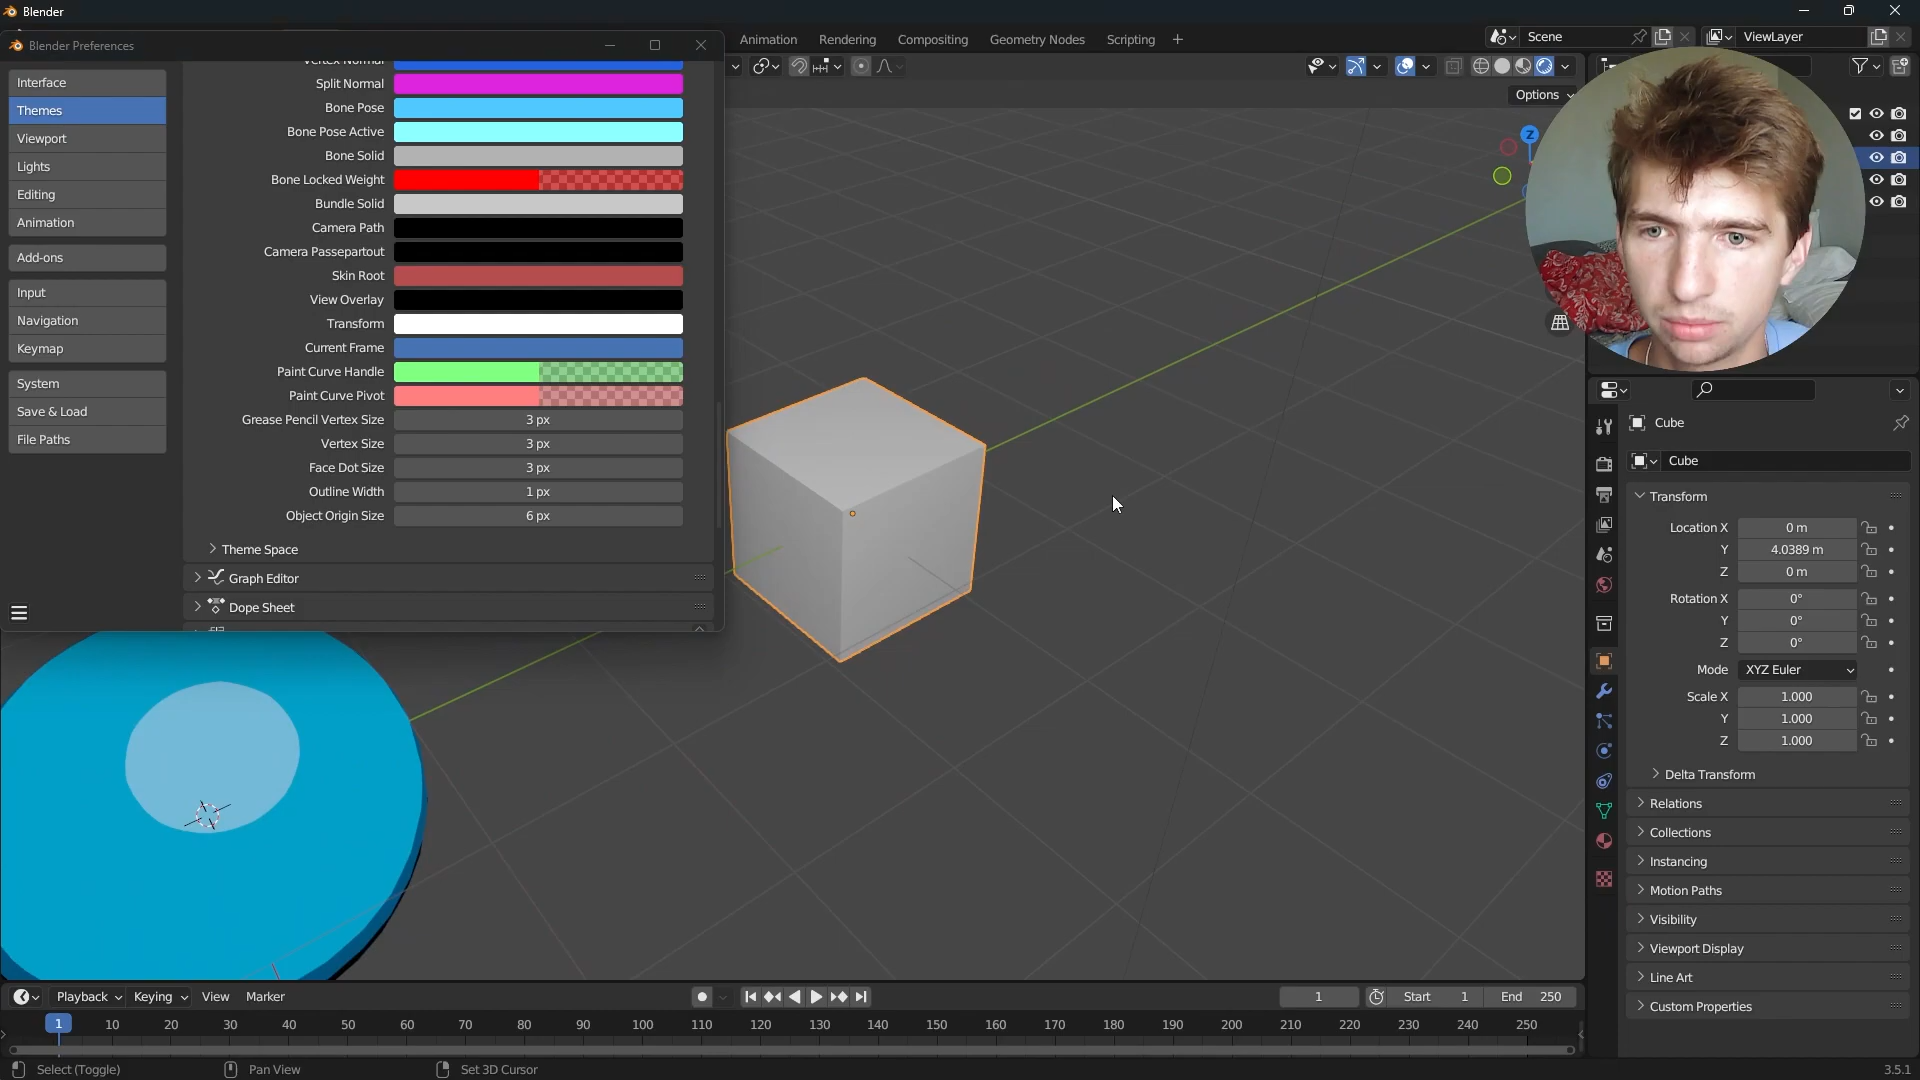 Blender
Blender Preferences
Animation
Rendering
Compositing
Geometry Nodes
Scripting
Scene
ViewLayer
Options
Z
Interface
Themes
Viewport
Lights
Editing
Animation
Add-ons
Input
Navigation
Keymap
System
Save & Load
File Paths
Vertex Normal
Split Normal
Bone Pose
Bone Pose Active
Bone Solid
Bone Locked Weight
Bundle Solid
Camera Path
Camera Passepartout
Skin Root
View Overlay
Transform
Current Frame
Paint Curve Handle
Paint Curve Pivot
Grease Pencil Vertex Size 3 px
Vertex Size 3 px
Face Dot Size 3 px
Outline Width 1 px
Object Origin Size 6 px
Theme Space
Graph Editor
Dope Sheet
Cube
Cube
Transform
Location X 0 m
Y 4.0389 m
Z 0 m
Rotation X 0°
Y 0°
Z 0°
Mode XYZ Euler
Scale X 1.000
Y 1.000
Z 1.000
Delta Transform
Relations
Collections
Instancing
Motion Paths
Visibility
Viewport Display
Line Art
Custom Properties
Playback Keying View Marker 1 Start 1 End 250
1 10 20 30 40 50 60 70 80 90 100 110 120 130 140 150 160 170 180 190 200 210 220 230 240 250
Select (Toggle) Pan View Set 3D Cursor 3.5.1